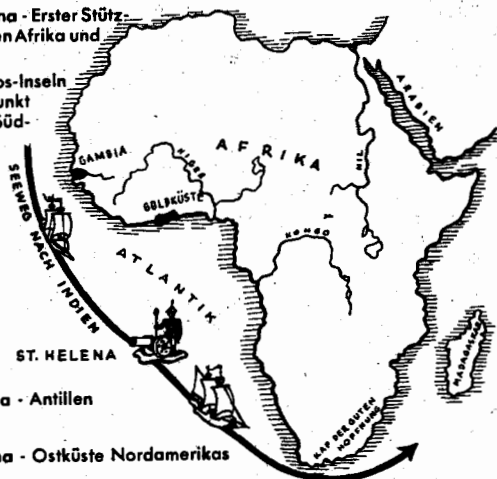 na - Erster Stütz-
en Afrika und
os-Inseln
unkt
Süd-
ARABIEN
AFRIKA
GAMBIA
NIGER
NIL
GOLDKÜSTE
KONGO
SEEWEG NACH INDIEN
ATLANTIK
ST. HELENA
MADAGASKAR
a - Antillen
KAP DER GUTEN
HOFFNUNG
na - Ostküste Nordamerikas